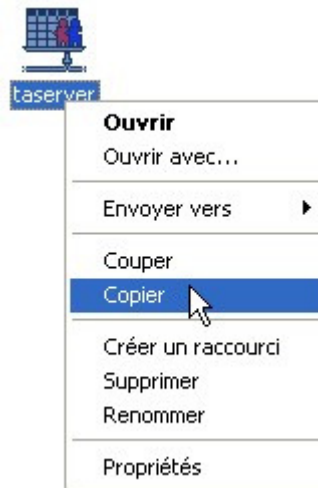 taserver
Ouvrir
Ouvrir avec...
Envoyer vers
Couper
Copier
Créer un raccourci
Supprimer
Renommer
Propriétés